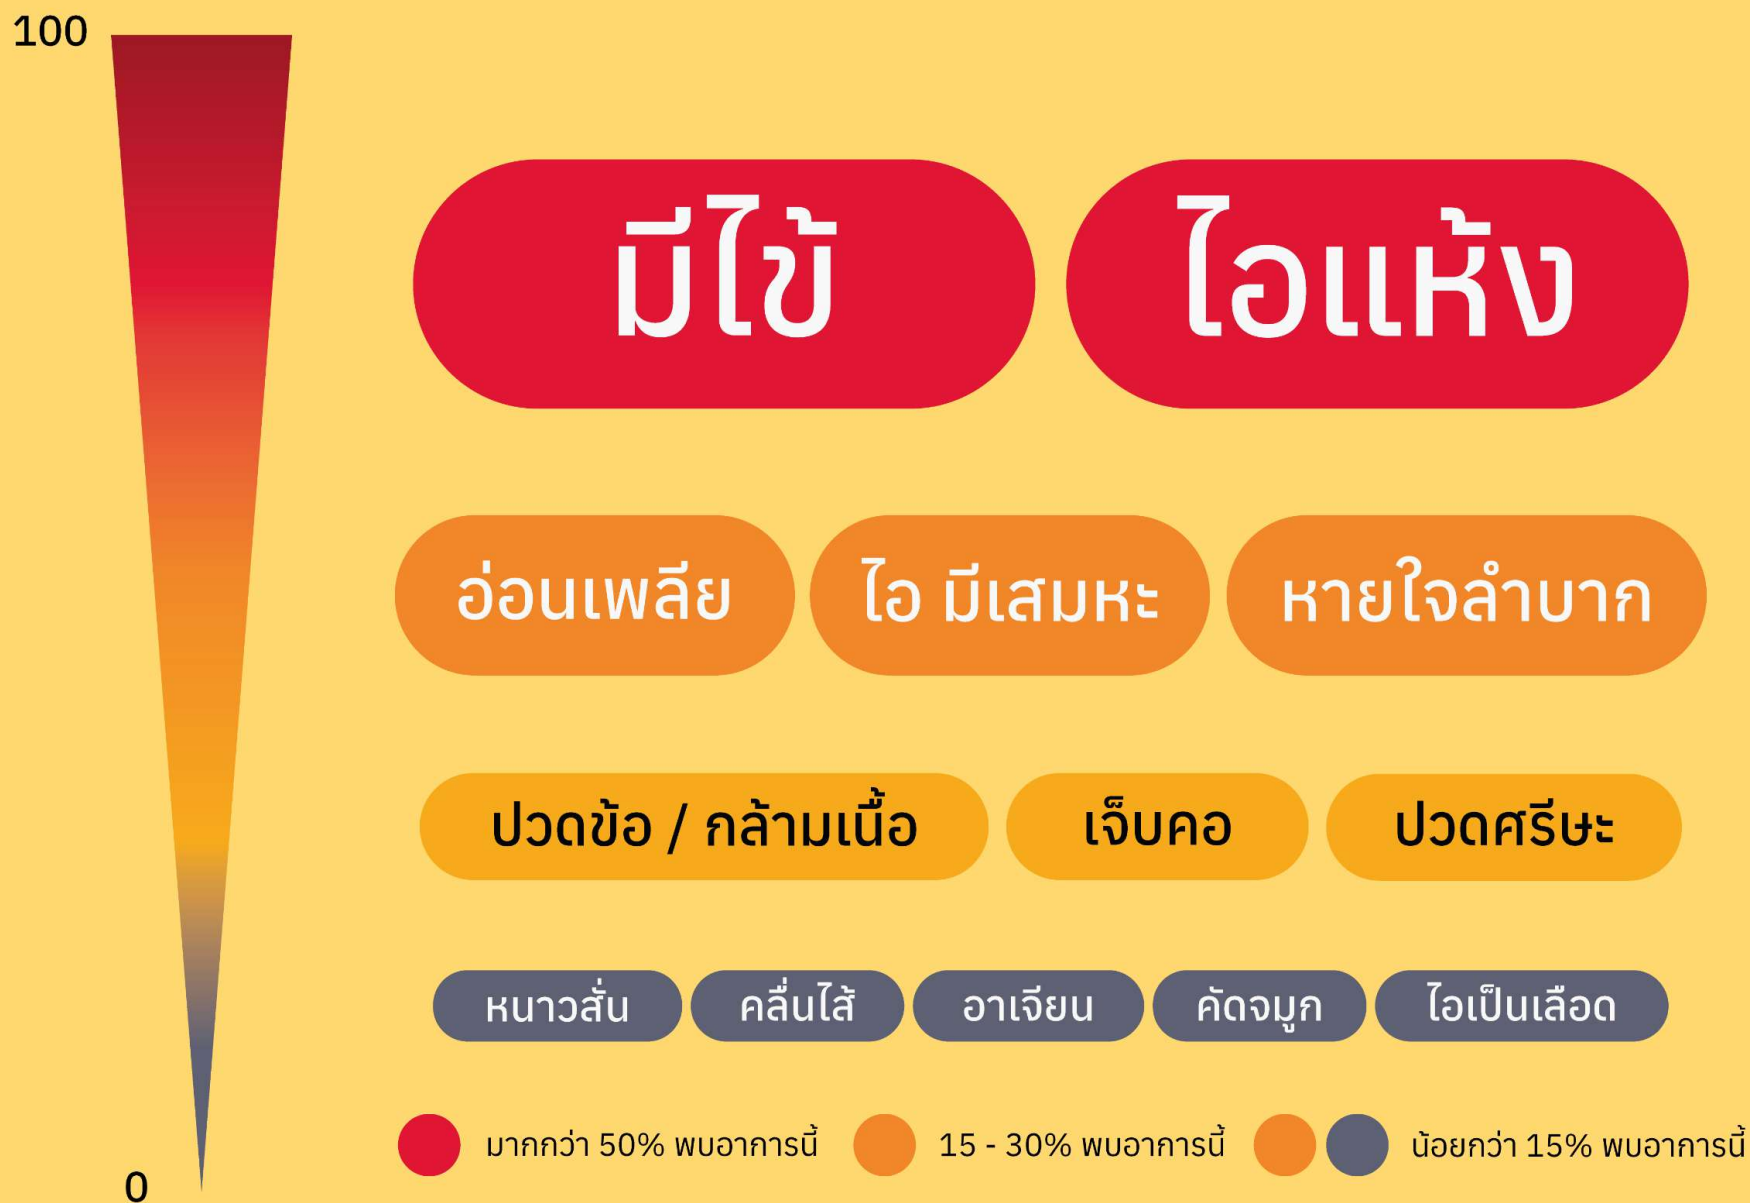 100
มีไข้ ไอแห้ง
อ่อนเพลีย ไอ มีเสมหะ หายใจลำบาก
ปวดข้อ / กล้ามเนื้อ เจ็บคอ ปวดศรีษะ
หนาวสั่น คลื่นไส้ อาเจียน คัดจมูก ไอเป็นเลือด
มากกว่า 50% พบอาการนี้ 15 - 30% พบอาการนี้ น้อยกว่า 15% พบอาการนี้
0